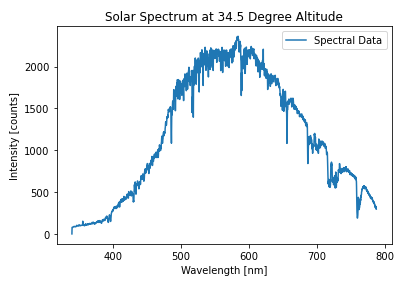 Solar Spectrum at 34.5 Degree Altitude
Spectral Data
Intensity [counts]
2000
1500
1000
500
0
400 500 600 700 800
Wavelength [nm]